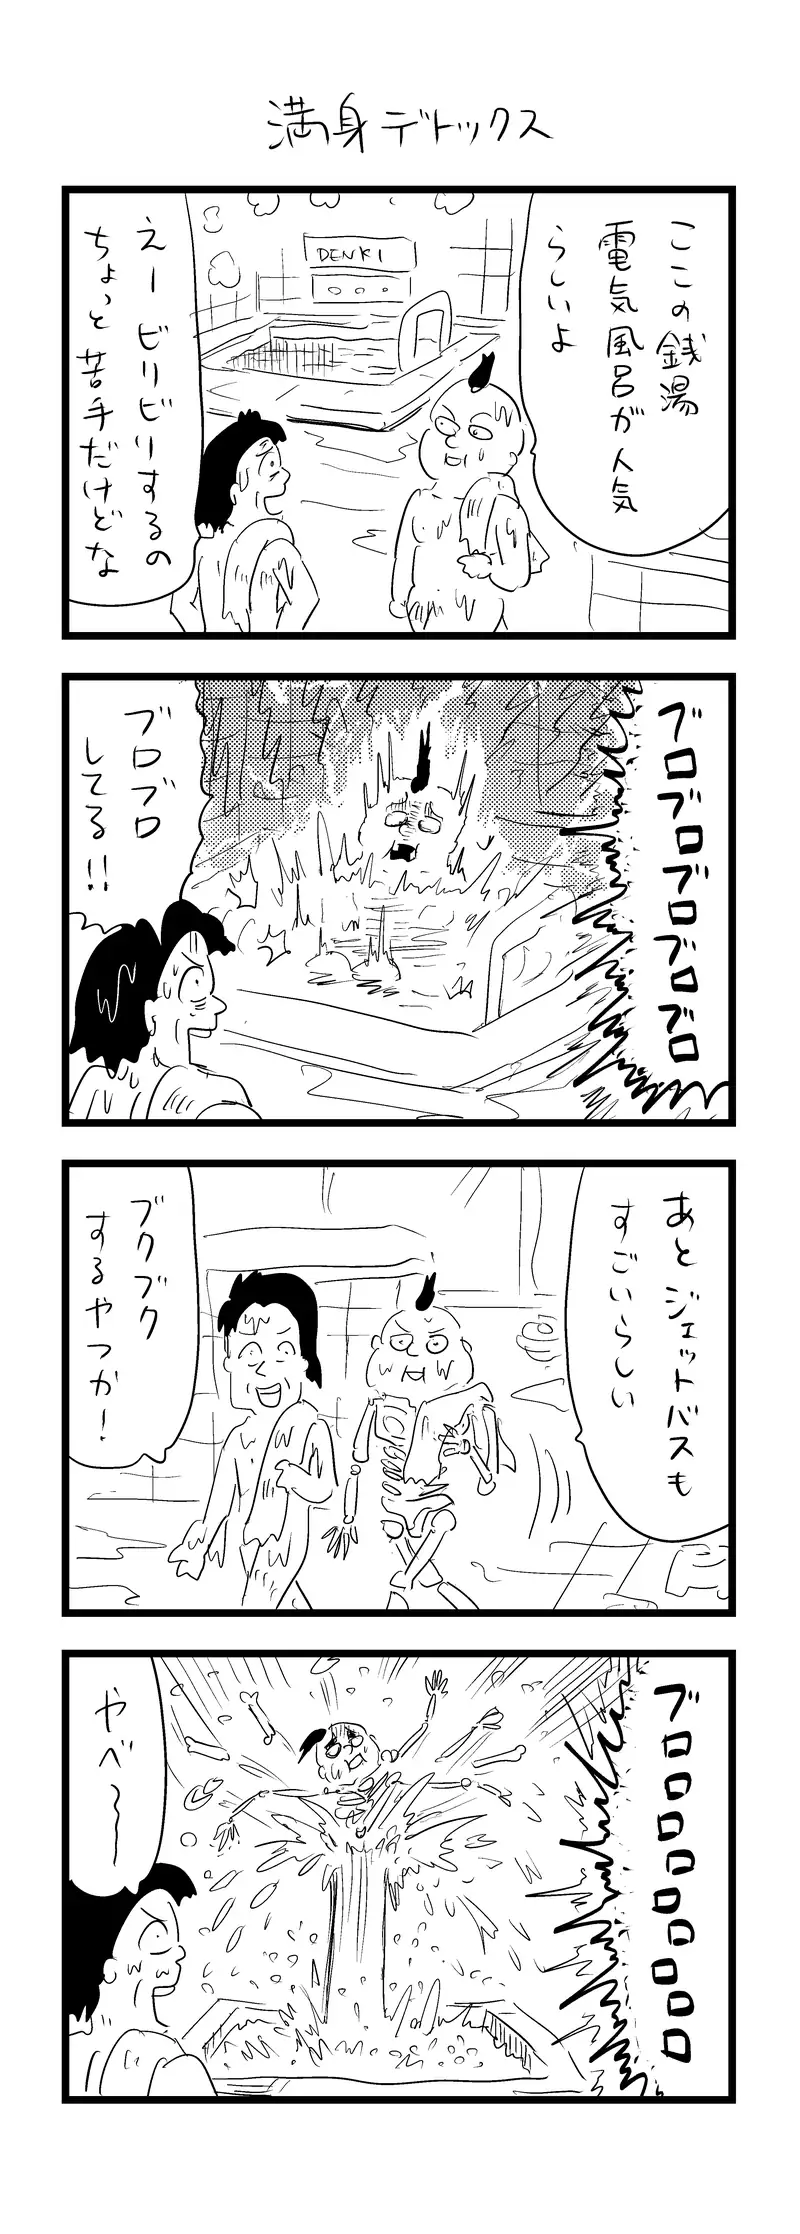 満身デトックス
ここの銭湯
電気風呂が人気
らしいよ
DENKI
えー ビリビリするの
ちょっと苦手だけどな
ブロブロブロブロブロ
ブロブロ
してる!!
あと ジェットバスも
すごいらしい
ブクブク
するやつか!
ブロロロロロロロロ
やべ〜